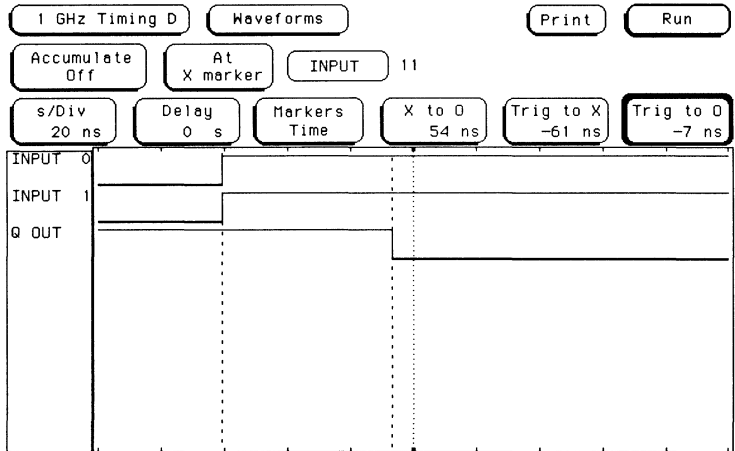 1 GHz Timing D Waveforms Print Run
Accumulate Off At X marker INPUT 11
s/Div 20 ns Delay 0 s Markers Time X to O 54 ns Trig to X -61 ns Trig to O -7 ns
INPUT 0
INPUT 1
Q OUT